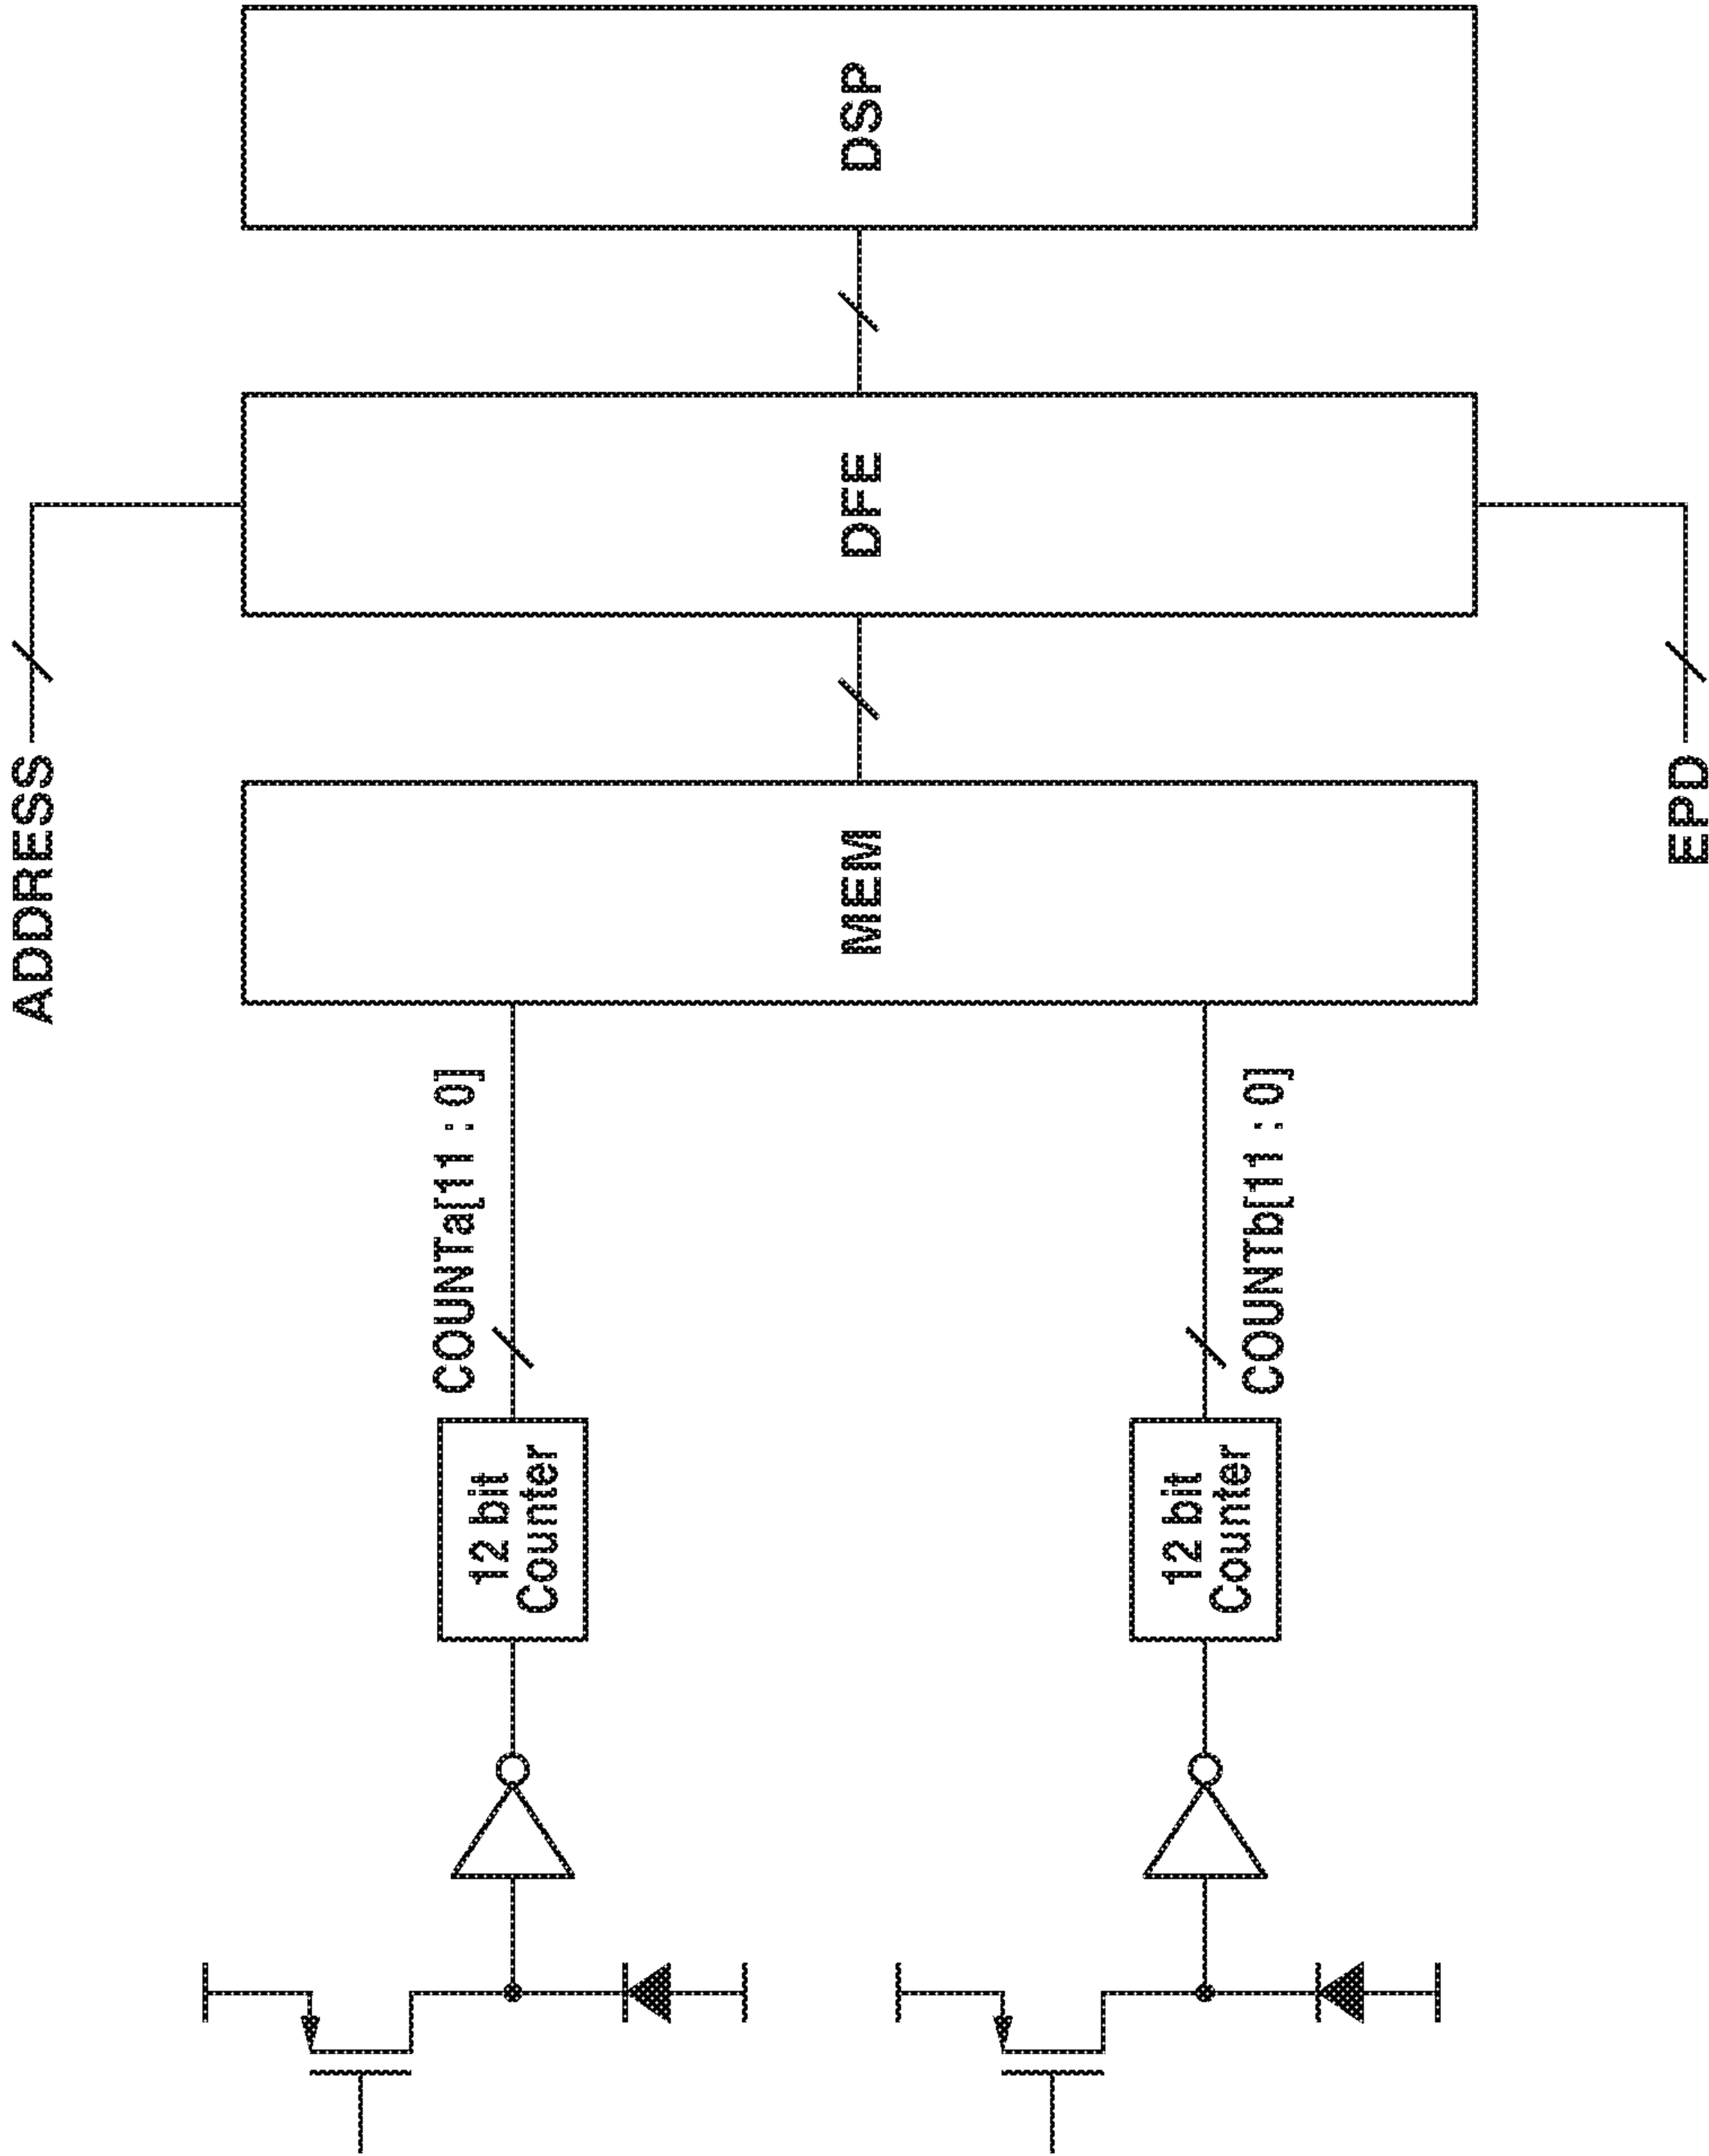 ADDRESS
COUNTa[11 : 0]
12 bit
Counter
MEM
DFE
DSP
12 bit
Counter
COUNTb[11 : 0]
EPD